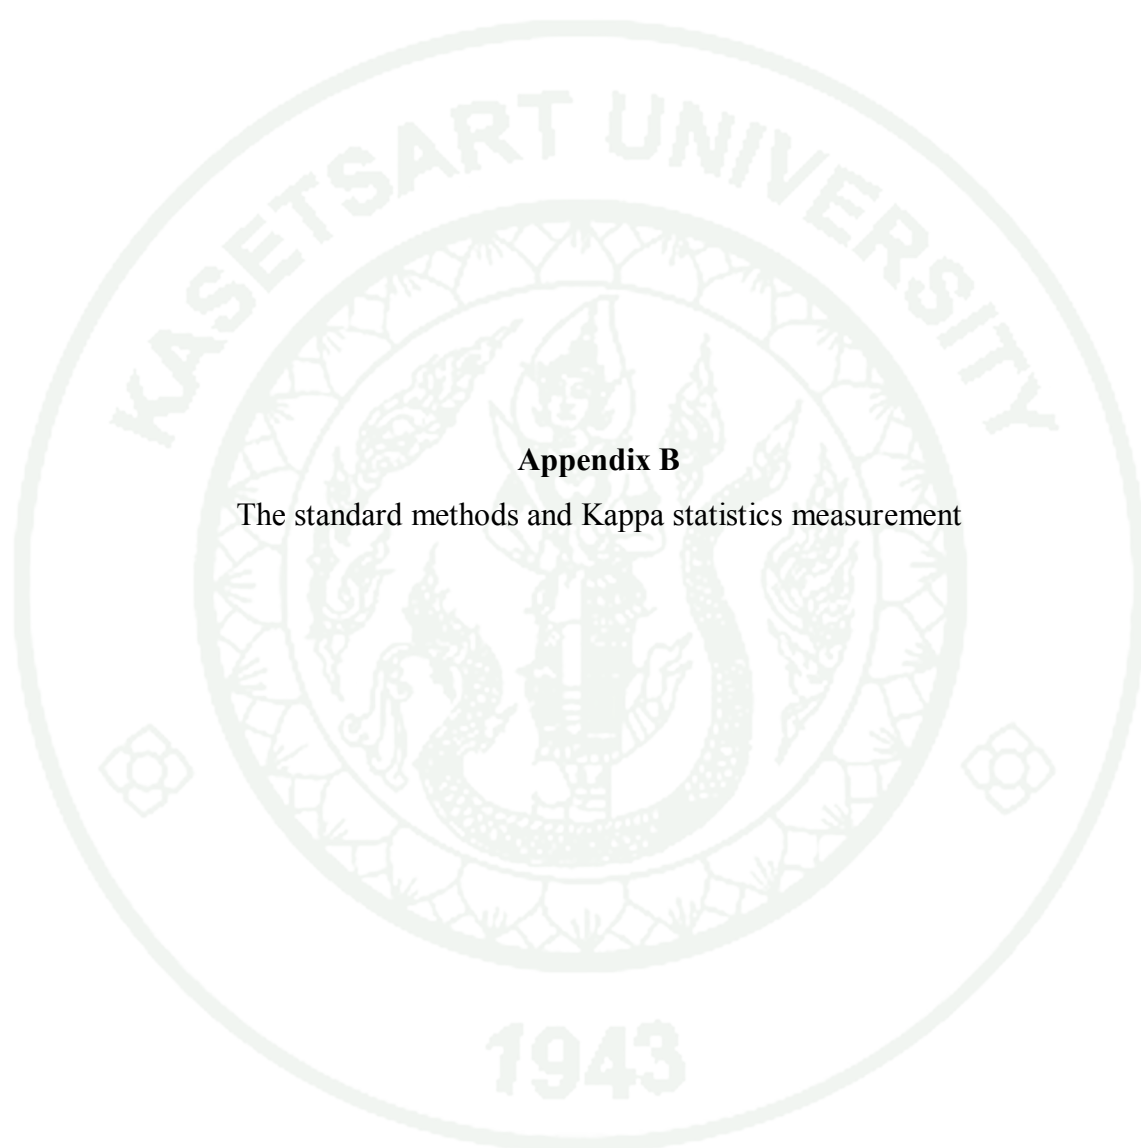 KASETSART UNIVERSITY
Appendix B
The standard methods and Kappa statistics measurement
1943